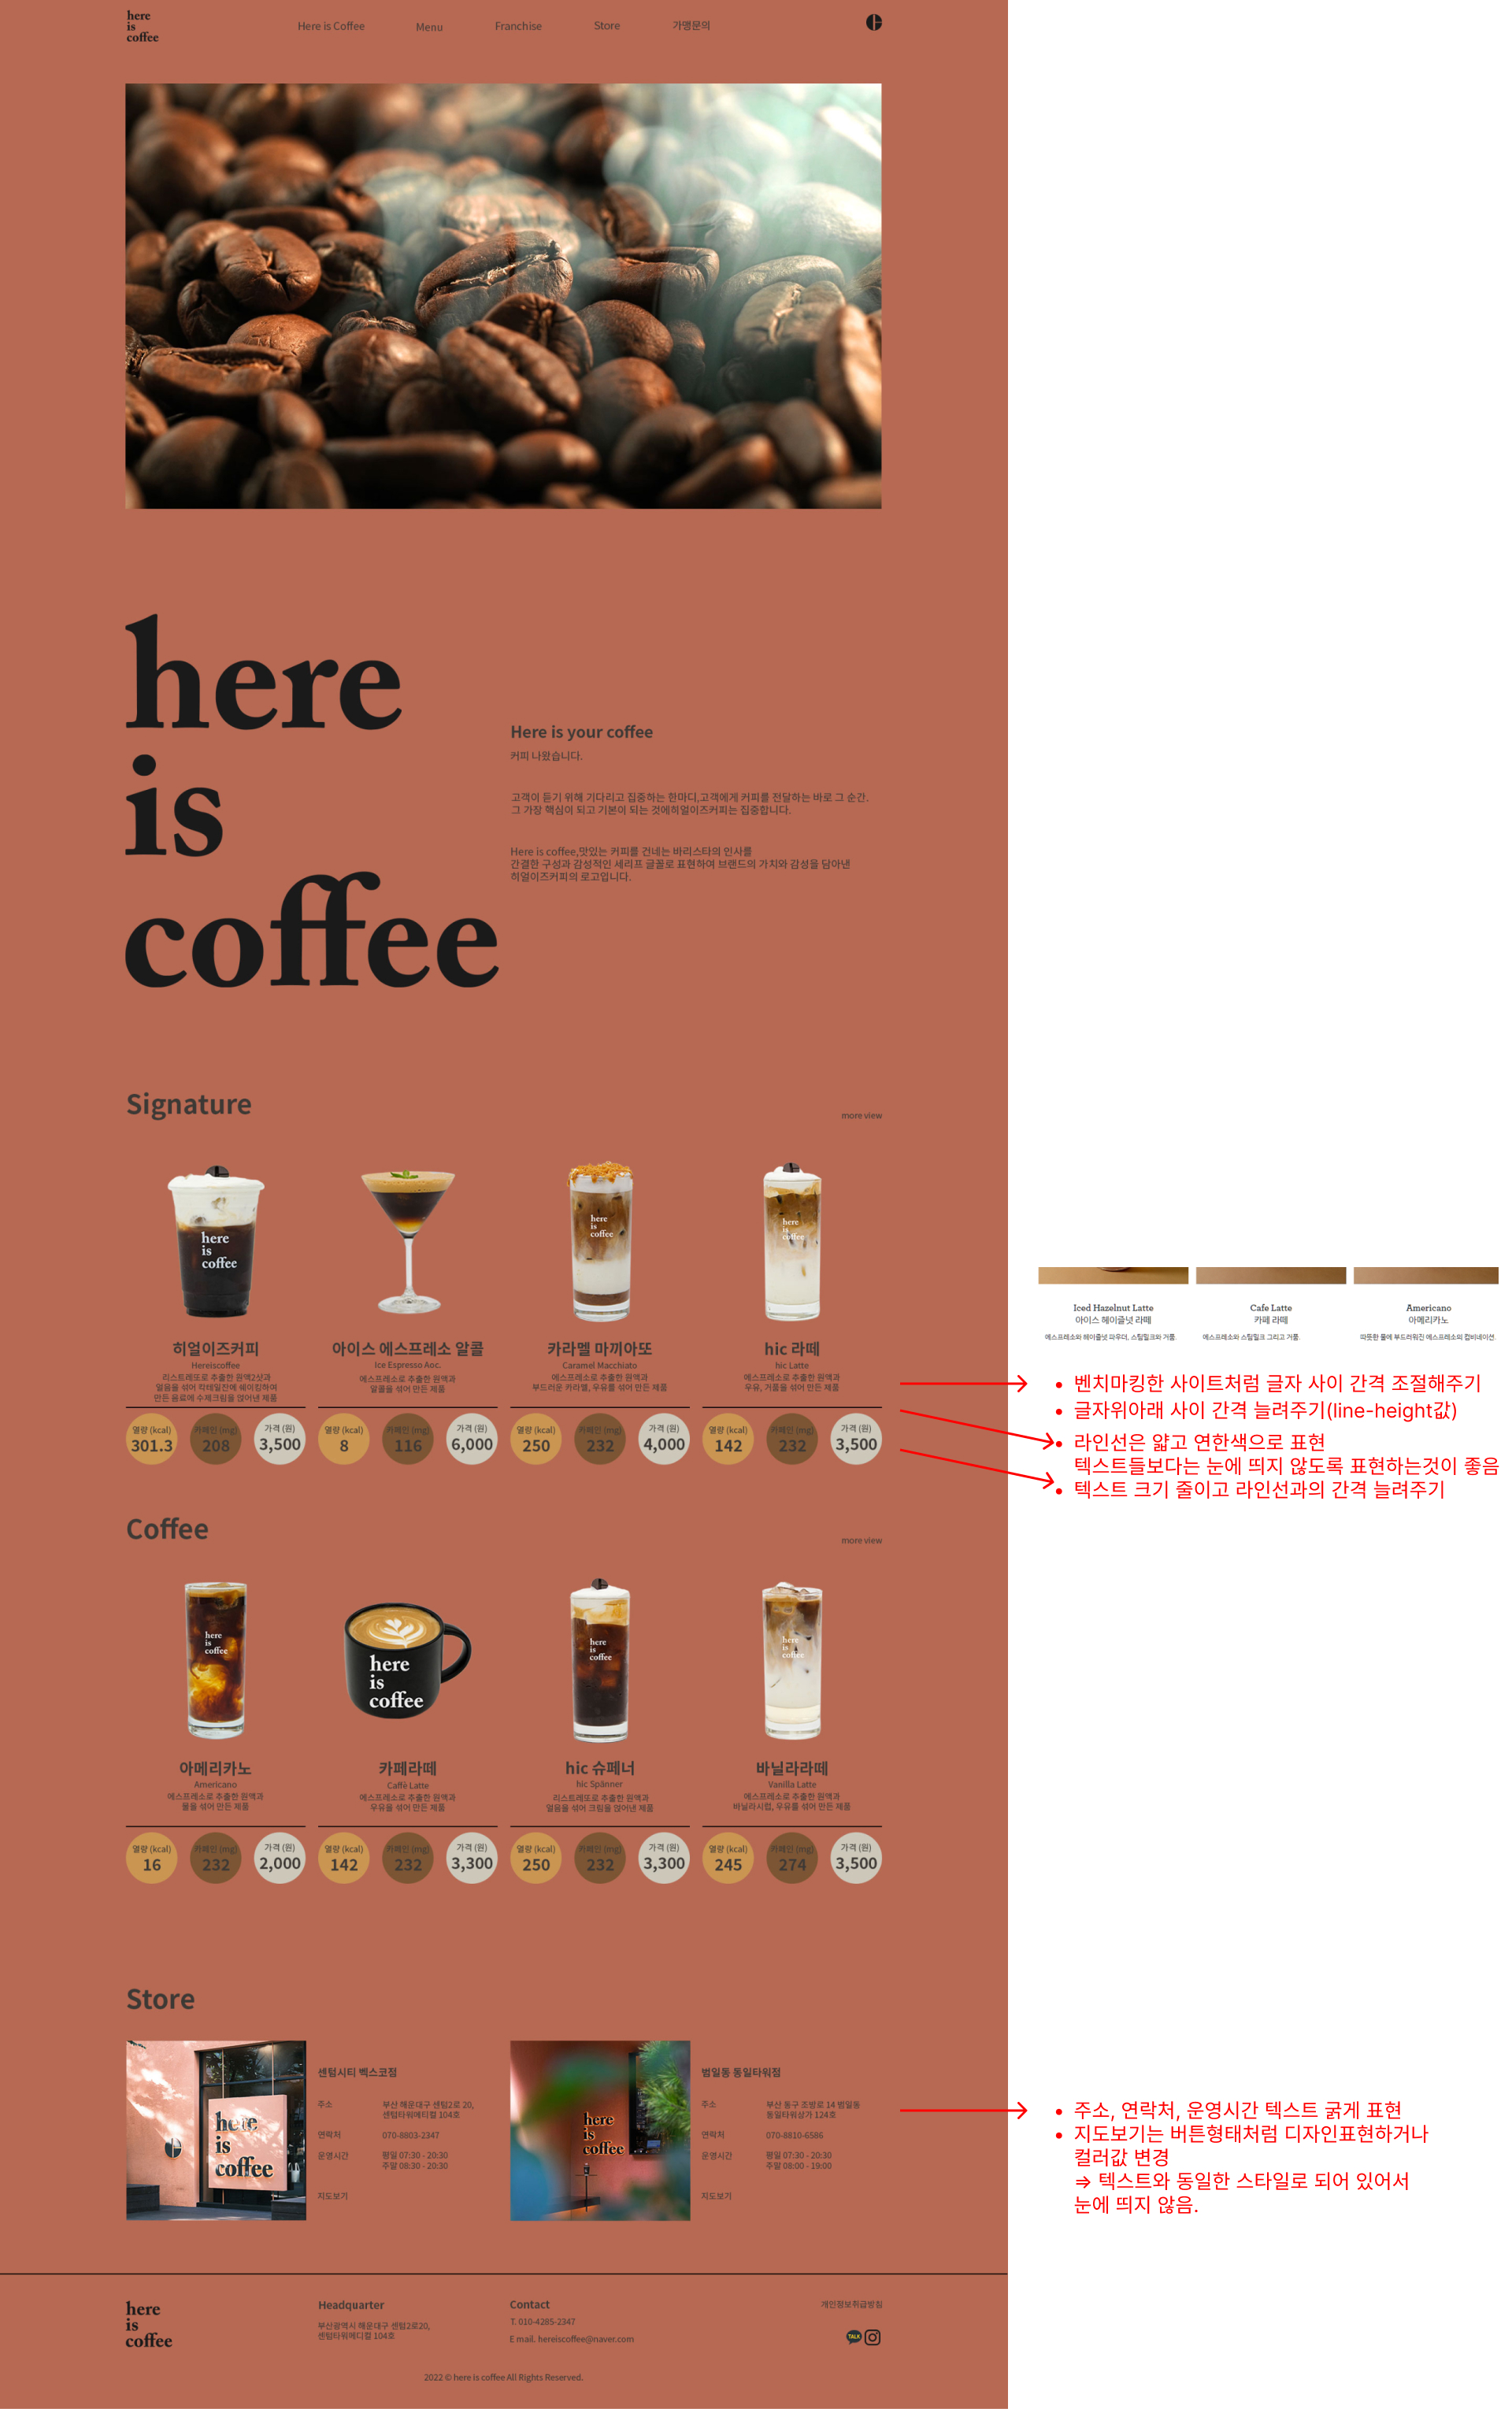 here
is
coffee
Here is Coffee
Menu
Franchise
Store
가맹문의
here
is
coffee
Here is your coffee
커피 나왔습니다.
고객이 듣기 위해 기다리고 집중하는 한마디,고객에게 커피를 전달하는 바로 그 순간.
그 가장 핵심이 되고 기본이 되는 것에히얼이즈커피는 집중합니다.
Here is coffee,맛있는 커피를 건네는 바리스타의 인사를
간결한 구성과 감성적인 세리프 글꼴로 표현하여 브랜드의 가치와 감성을 담아낸
히얼이즈커피의 로고입니다.
Signature
more view
here
is
coffee
here
is
coffee
here
is
coffee
히얼이즈커피
Hereiscoffee
리스트레또로 추출한 원액2샷과
얼음을 섞어 칵테일잔에 쉐이킹하여
만든 음료에 수제크림을 얹어낸 제품
열량 (kcal)
301.3
카페인 (mg)
208
가격 (원)
3,500
아이스 에스프레소 알콜
Ice Espresso Aoc.
에스프레소로 추출한 원액과
알콜을 섞어 만든 제품
열량 (kcal)
8
카페인 (mg)
116
가격 (원)
6,000
카라멜 마끼아또
Caramel Macchiato
에스프레소로 추출한 원액과
부드러운 카라멜, 우유를 섞어 만든 제품
열량 (kcal)
250
카페인 (mg)
232
가격 (원)
4,000
hic 라떼
hic Latte
에스프레소로 추출한 원액과
우유, 거품을 섞어 만든 제품
열량 (kcal)
142
카페인 (mg)
232
가격 (원)
3,500
Iced Hazelnut Latte
아이스 헤이즐넛 라떼
에스프레소와 헤이즐넛 파우더, 스팀밀크와 거품.
Cafe Latte
카페 라떼
에스프레소와 스팀밀크 그리고 거품.
Americano
아메리카노
따뜻한 물에 부드러워진 에스프레소의 컴비네이션.
• 벤치마킹한 사이트처럼 글자 사이 간격 조절해주기
• 글자위아래 사이 간격 늘려주기(line-height값)
• 라인선은 얇고 연한색으로 표현
텍스트들보다는 눈에 띄지 않도록 표현하는것이 좋음
• 텍스트 크기 줄이고 라인선과의 간격 늘려주기
Coffee
more view
here
is
coffee
here
is
coffee
here
is
coffee
here
is
coffee
아메리카노
Americano
에스프레소로 추출한 원액과
물을 섞어 만든 제품
열량 (kcal)
16
카페인 (mg)
232
가격 (원)
2,000
카페라떼
Caffè Latte
에스프레소로 추출한 원액과
우유을 섞어 만든 제품
열량 (kcal)
142
카페인 (mg)
232
가격 (원)
3,300
hic 슈페너
hic Spänner
리스트레또로 추출한 원액과
얼음을 섞어 크림을 얹어낸 제품
열량 (kcal)
250
카페인 (mg)
232
가격 (원)
3,300
바닐라라떼
Vanilla Latte
에스프레소로 추출한 원액과
바닐라시럽, 우유를 섞어 만든 제품
열량 (kcal)
245
카페인 (mg)
274
가격 (원)
3,500
Store
here
is
coffee
센텀시티 벡스코점
주소
부산 해운대구 센텀2로 20,
센텀타워메티컬 104호
연락처
070-8803-2347
운영시간
평일 07:30 - 20:30
주말 08:30 - 20:30
지도보기
here
is
coffee
범일동 동일타워점
주소
부산 동구 조방로 14 범일동
동일타워상가 124호
연락처
070-8810-6586
운영시간
평일 07:30 - 20:30
주말 08:00 - 19:00
지도보기
• 주소, 연락처, 운영시간 텍스트 굵게 표현
• 지도보기는 버튼형태처럼 디자인표현하거나
컬러값 변경
⇒ 텍스트와 동일한 스타일로 되어 있어서
눈에 띄지 않음.
here
is
coffee
Headquarter
부산광역시 해운대구 센텀2로20,
센텀타워메디컬 104호
Contact
T. 010-4285-2347
E mail. hereiscoffee@naver.com
개인정보취급방침
TALK
2022 © here is coffee All Rights Reserved.